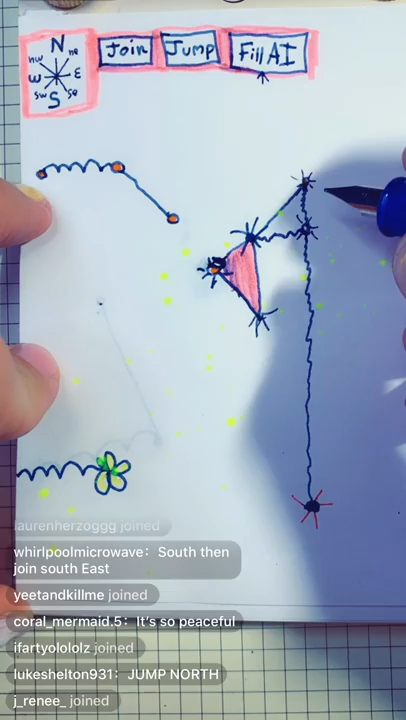 N
nw
ne
W
E
sw
se
S
Join
Jump
Fill AI
laurenherzoggg joined
whirlpoolmicrowave: South then
join south East
yeetandkillme joined
coral_mermaid.5: It's so peaceful
ifartyolololz joined
lukeshelton931: JUMP NORTH
j_renee_ joined